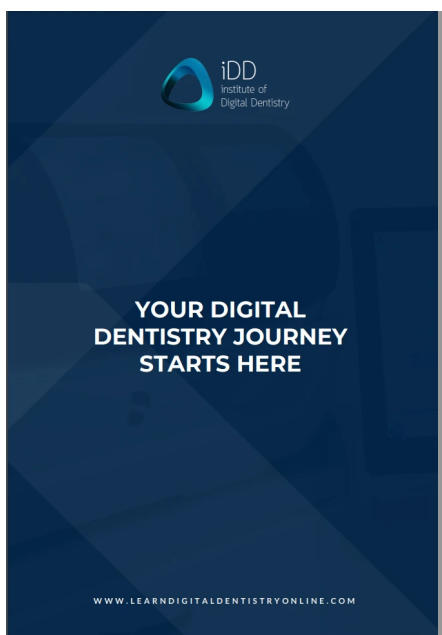 iDD
institute of
Digital Dentistry
YOUR DIGITAL
DENTISTRY JOURNEY
STARTS HERE
WWW.LEARNDIGITALDENTISTRYONLINE.COM